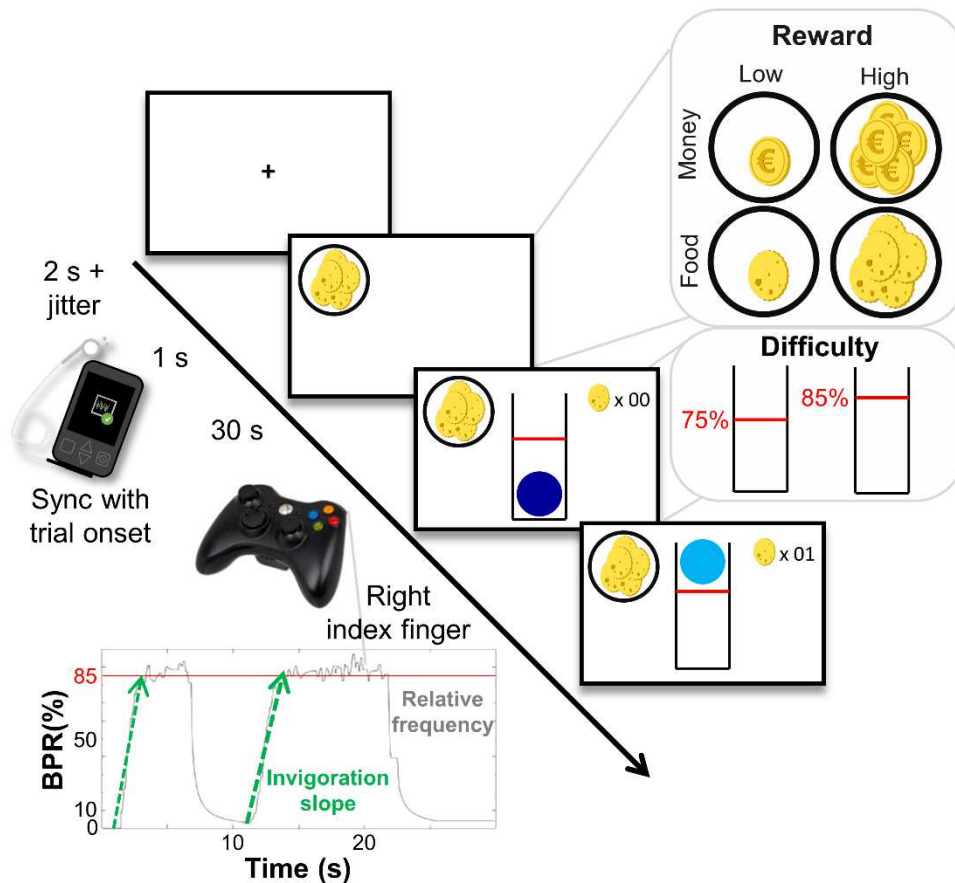 Reward
Low High
Money
€
€ € € €
Food
+
2 s +
jitter
1 s
30 s
Sync with
trial onset
x 00
Difficulty
75%
85%
x 01
Right
index finger
85
50
10
0
BPR(%)
Relative
frequency
Invigoration
slope
10 20
Time (s)